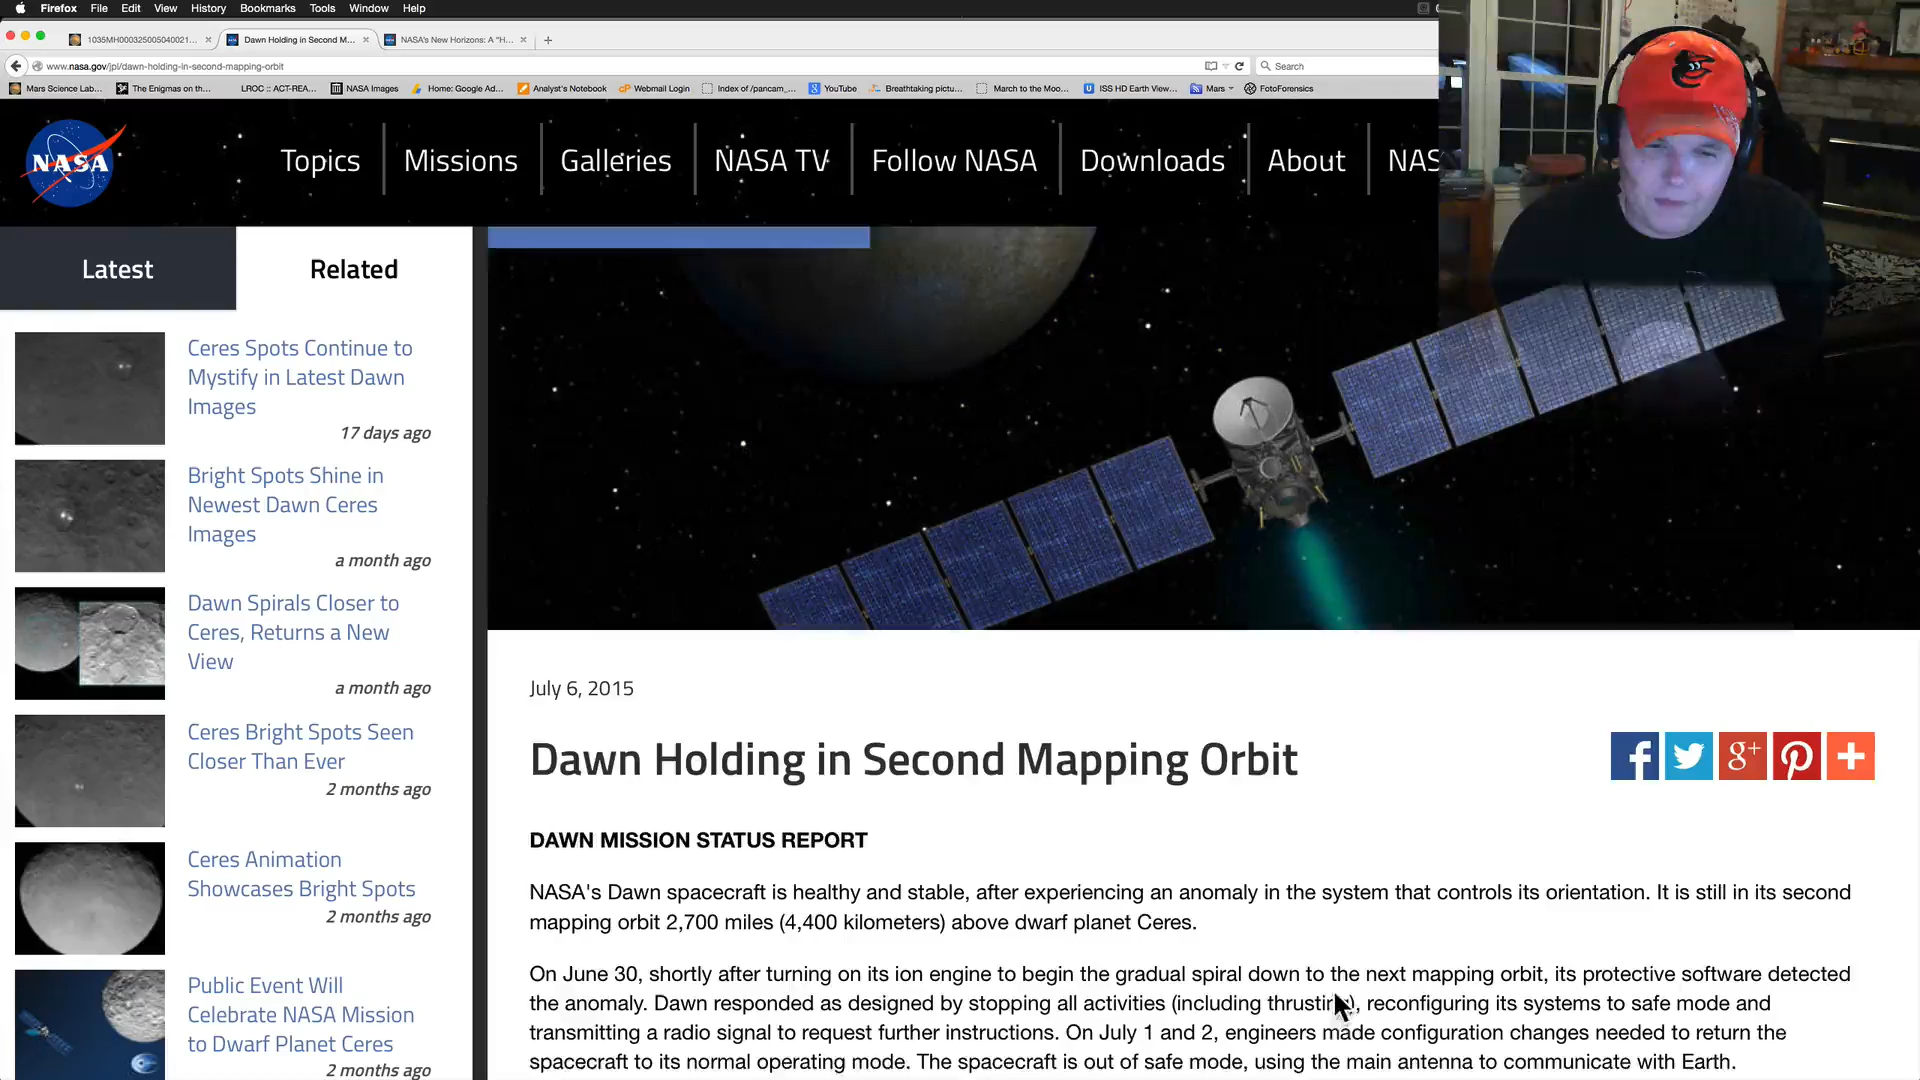 Firefox File Edit View History Bookmarks Tools Window Help
1035MH000325005040021... Dawn Holding in Second M... NASA's New Horizons: A "H...
www.nasa.gov/jpl/dawn-holding-in-second-mapping-orbit Search
Mars Science Lab... The Enigmas on th... LROC :: ACT-REA... NASA Images Home: Google Ad... Analyst's Notebook Webmail Login Index of /pancam_... YouTube Breathtaking pictu... March to the Moo... ISS HD Earth View... Mars FotoForensics
NASA Topics Missions Galleries NASA TV Follow NASA Downloads About NAS
Latest Related
Ceres Spots Continue to
Mystify in Latest Dawn
Images
17 days ago
Bright Spots Shine in
Newest Dawn Ceres
Images
a month ago
Dawn Spirals Closer to
Ceres, Returns a New
View
a month ago
Ceres Bright Spots Seen
Closer Than Ever
2 months ago
Ceres Animation
Showcases Bright Spots
2 months ago
Public Event Will
Celebrate NASA Mission
to Dwarf Planet Ceres
2 months ago
July 6, 2015
Dawn Holding in Second Mapping Orbit
DAWN MISSION STATUS REPORT
NASA's Dawn spacecraft is healthy and stable, after experiencing an anomaly in the system that controls its orientation. It is still in its second
mapping orbit 2,700 miles (4,400 kilometers) above dwarf planet Ceres.
On June 30, shortly after turning on its ion engine to begin the gradual spiral down to the next mapping orbit, its protective software detected
the anomaly. Dawn responded as designed by stopping all activities (including thrusting), reconfiguring its systems to safe mode and
transmitting a radio signal to request further instructions. On July 1 and 2, engineers made configuration changes needed to return the
spacecraft to its normal operating mode. The spacecraft is out of safe mode, using the main antenna to communicate with Earth.